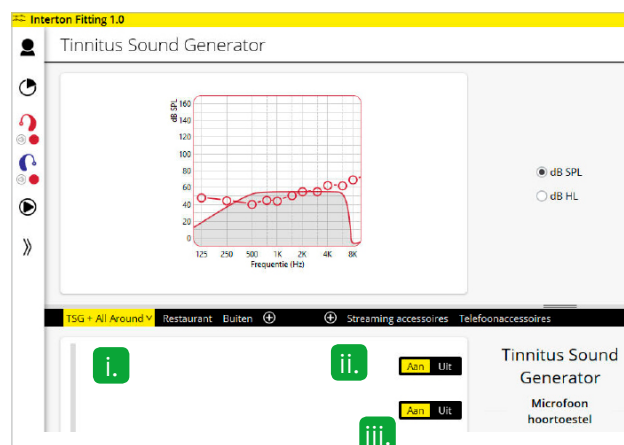 Interton Fitting 1.0
Tinnitus Sound Generator
dB SPL
160
140
120
100
80
60
40
20
0
125 250 500 1K 2K 4K 8K
Frequentie (Hz)
dB SPL
dB HL
TSG + All Around Restaurant Buiten Streaming accessoires Telefoonaccessoires
i.
ii.
Aan Uit
Aan Uit
iii.
Tinnitus Sound
Generator
Microfoon
hoortoestel